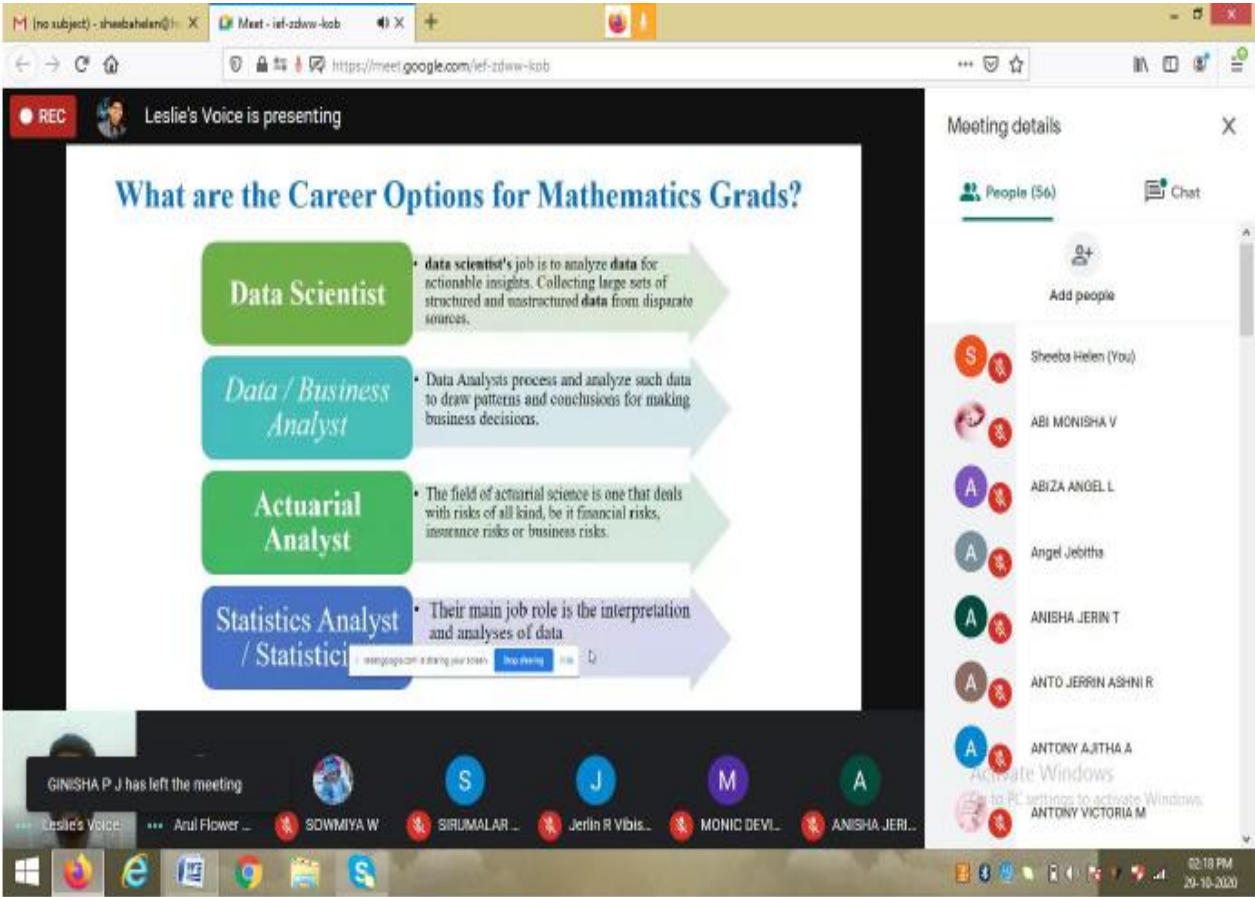 (no subject) - sheebahelen@h
Meet - ief-zdww-kob
https://meet.google.com/ief-zdww-kob
REC
Leslie's Voice is presenting
What are the Career Options for Mathematics Grads?
Data Scientist
• data scientist's job is to analyze data for
actionable insights. Collecting large sets of
structured and unstructured data from disparate
sources.
Data / Business
Analyst
• Data Analysts process and analyze such data
to draw patterns and conclusions for making
business decisions.
Actuarial
Analyst
• The field of actuarial science is one that deals
with risks of all kind, be it financial risks,
insurance risks or business risks.
Statistics Analyst
/ Statistici
• Their main job role is the interpretation
and analyses of data
meet.google.com is sharing your screen.
Stop sharing
Hide
GINISHA P J has left the meeting
Leslie's Voice
Arul Flower ...
SOWMIYA W
S
SIRUMALAR ...
J
Jerlin R Vibis...
M
MONIC DEVI...
A
ANISHA JERI...
Meeting details
People (56)
Chat
Add people
S
Sheeba Helen (You)
ABI MONISHA V
A
ABIZA ANGEL L
A
Angel Jebitha
A
ANISHA JERIN T
A
ANTO JERRIN ASHNI R
A
ANTONY AJITHA A
ANTONY VICTORIA M
Activate Windows
Go to PC settings to activate Windows.
02:18 PM
29-10-2020